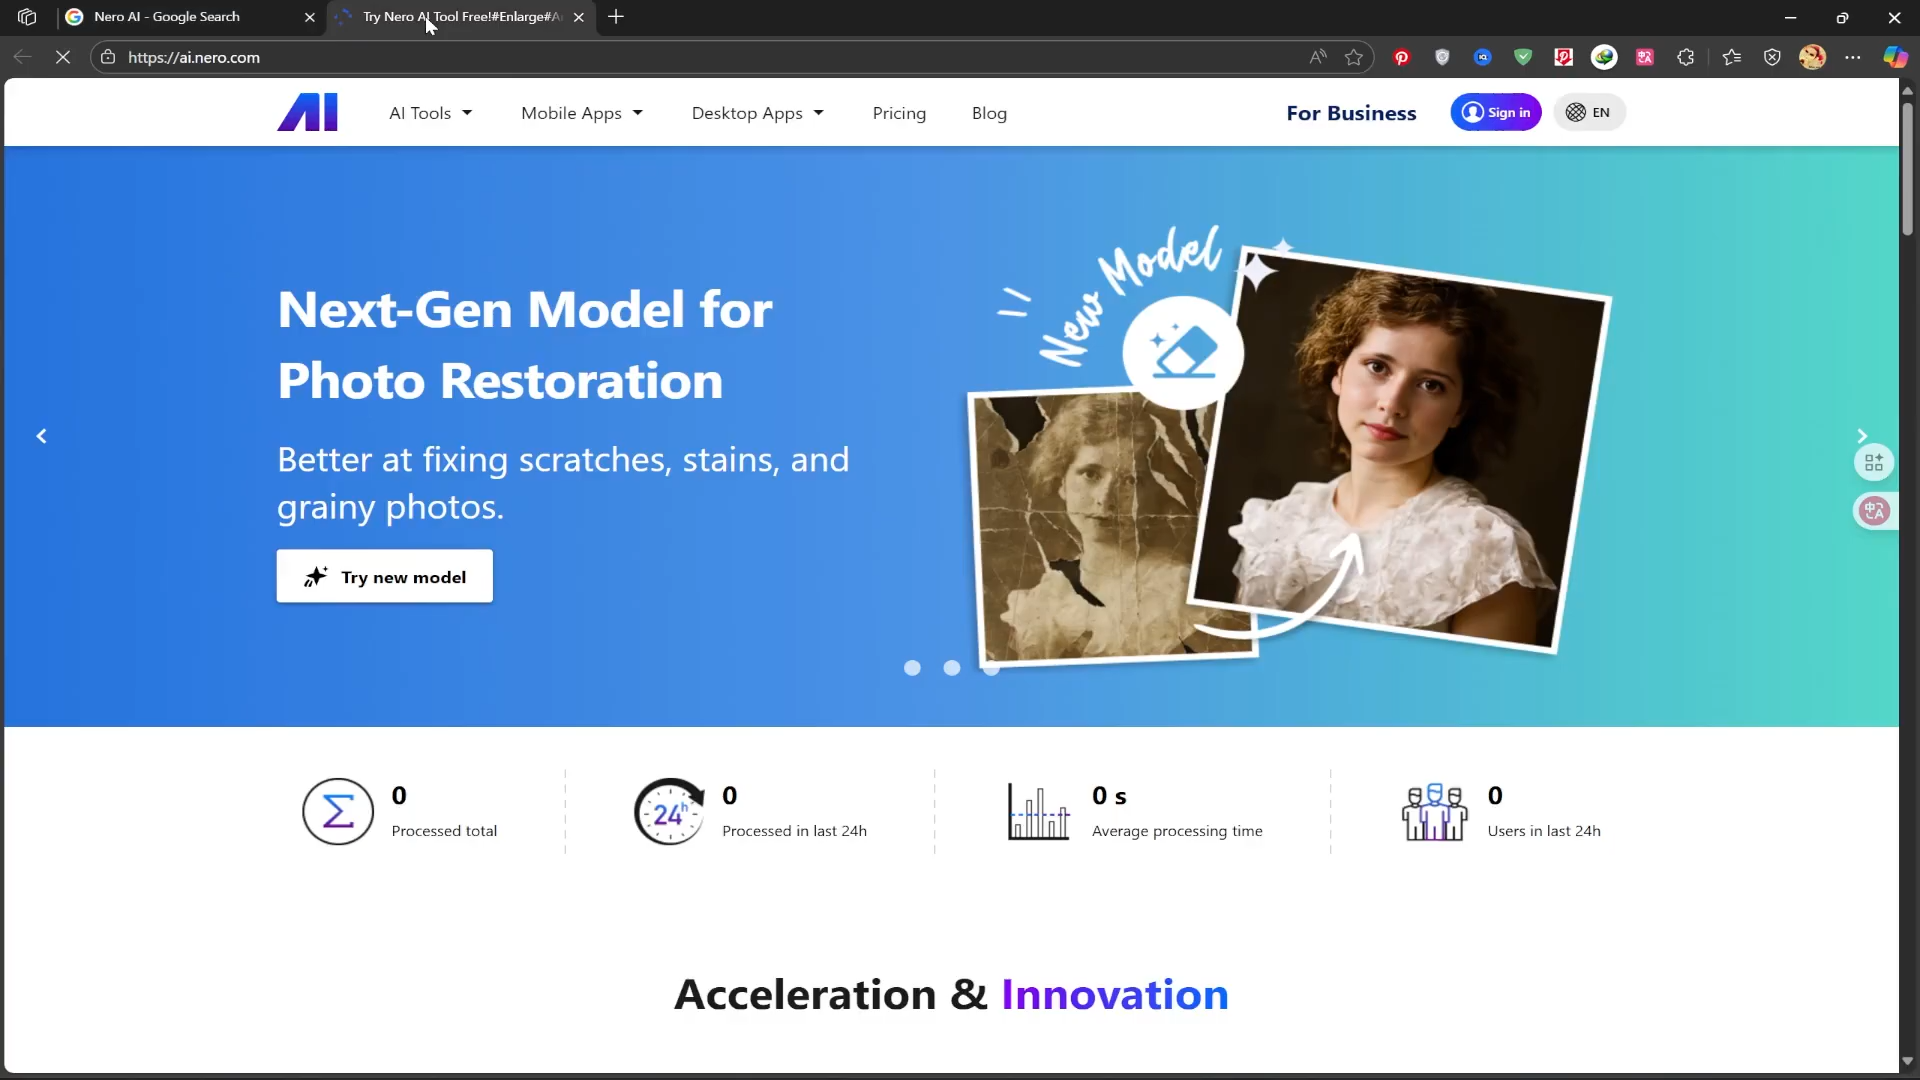 Nero AI - Google Search
Try Nero AI Tool Free!#Enlarge#
https://ai.nero.com
AI
AI Tools
Mobile Apps
Desktop Apps
Pricing
Blog
For Business
Sign in
EN
New Model
Next-Gen Model for
Photo Restoration
Better at fixing scratches, stains, and
grainy photos.
Try new model
24h
0
Processed total
0
Processed in last 24h
0 s
Average processing time
0
Users in last 24h
Acceleration & Innovation